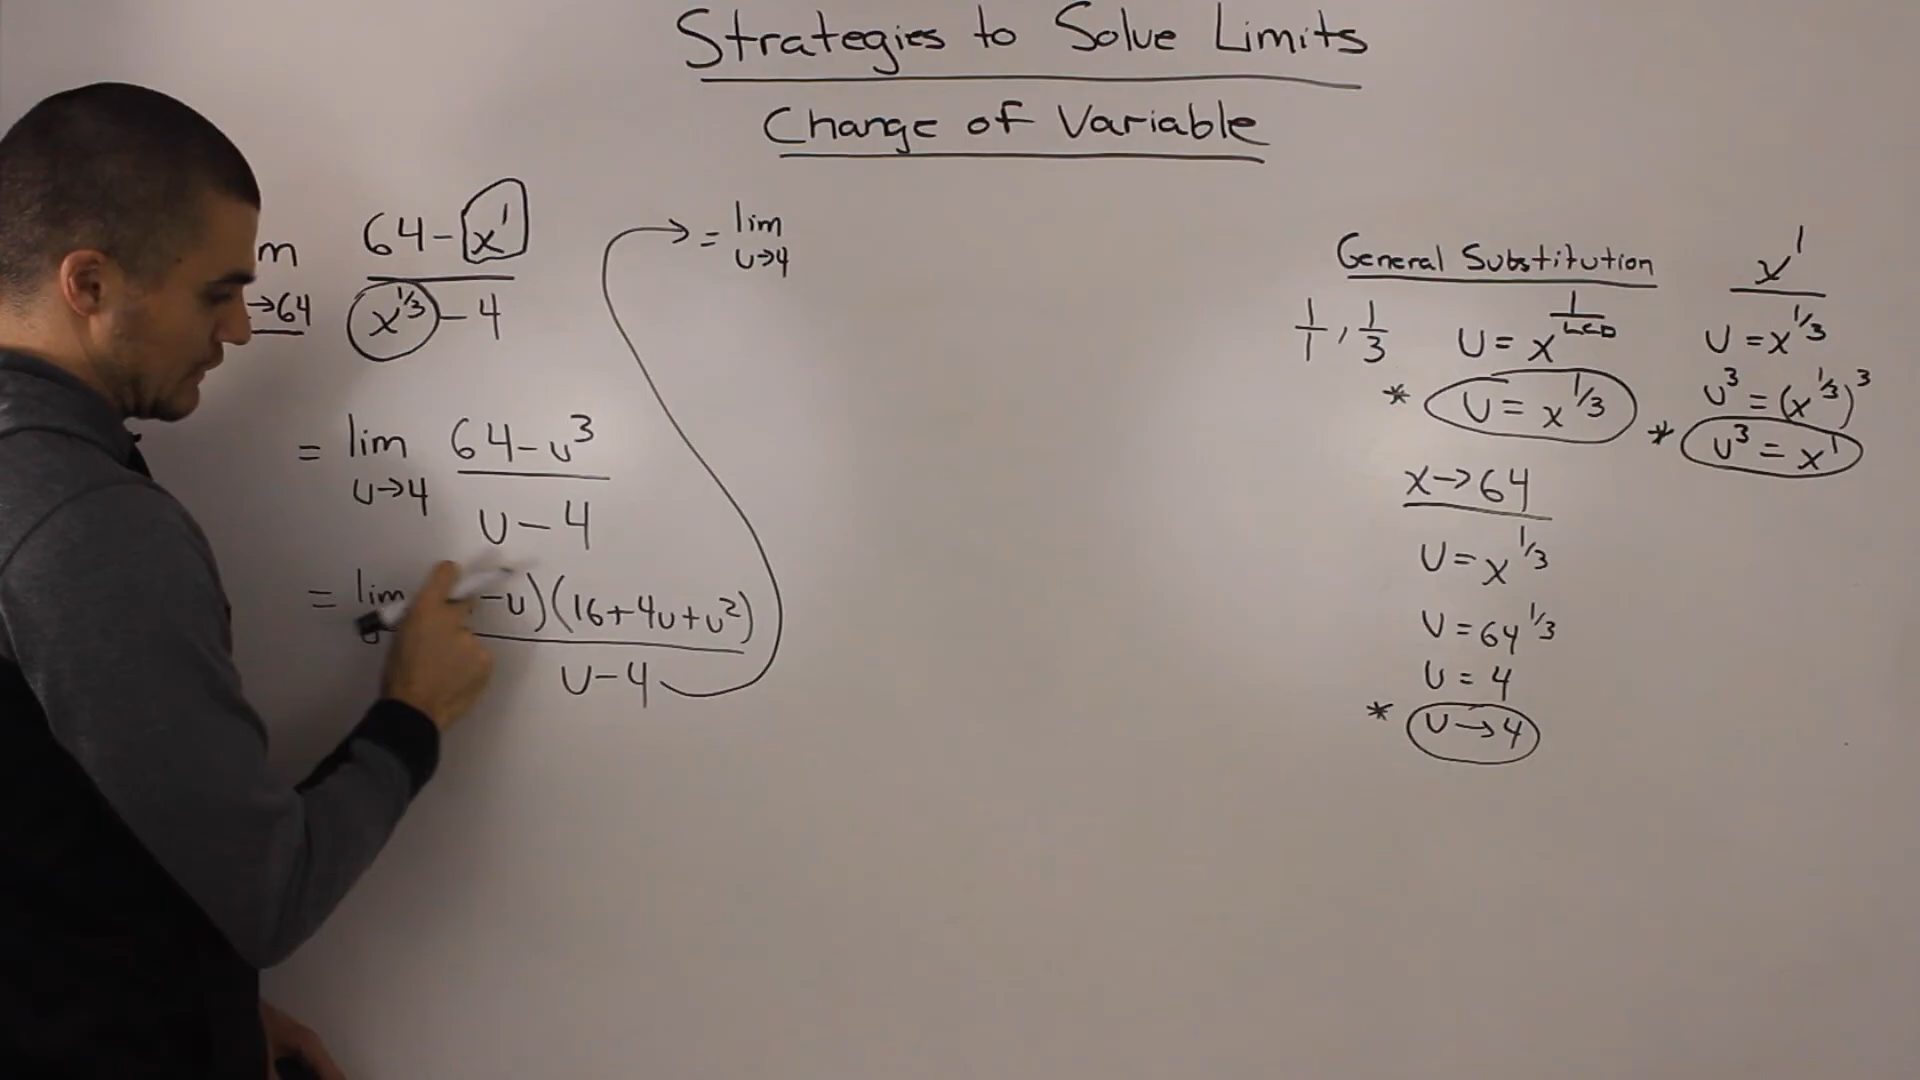 Strategies to Solve Limits
Change of Variable
m 64-x^1
→64 x^1/3 - 4
= lim 64-u^3
u→4 u-4
= lim -u)(16+4u+u^2)
u-4
= lim
u→4
General Substitution
1/1, 1/3 u = x^1/LCD
* u = x^1/3
x→64
u = x^1/3
u = 64^1/3
u = 4
* u→4
x^1
u = x^1/3
u^3 = (x^1/3)^3
* u^3 = x^1